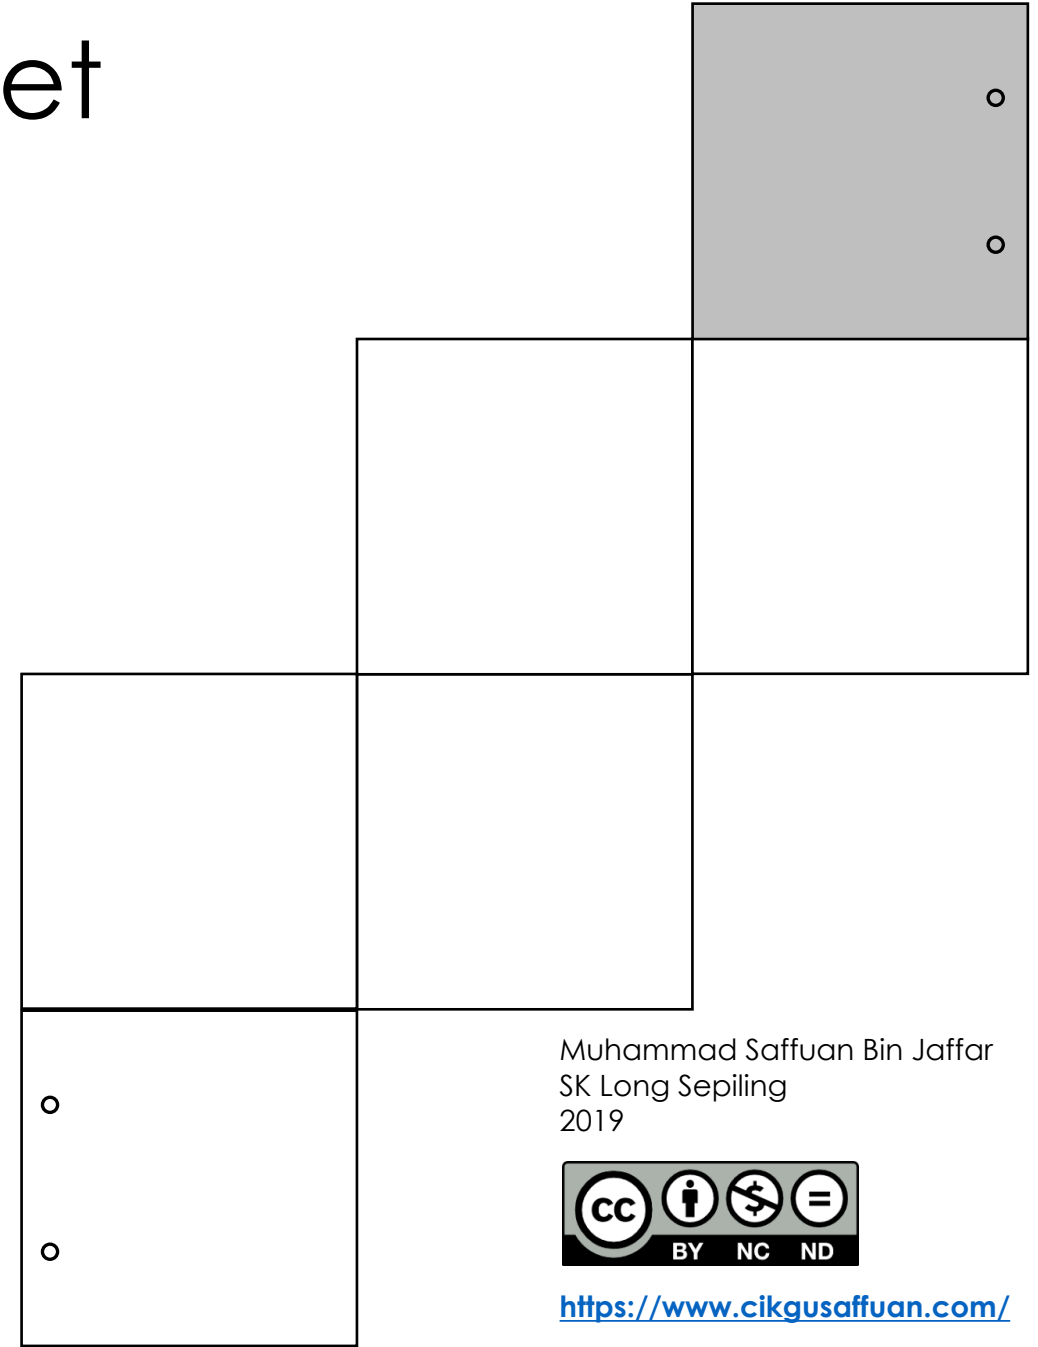 et
Muhammad Saffuan Bin Jaffar
SK Long Sepiling
2019
cc
BY NC ND
https://www.cikgusaffuan.com/